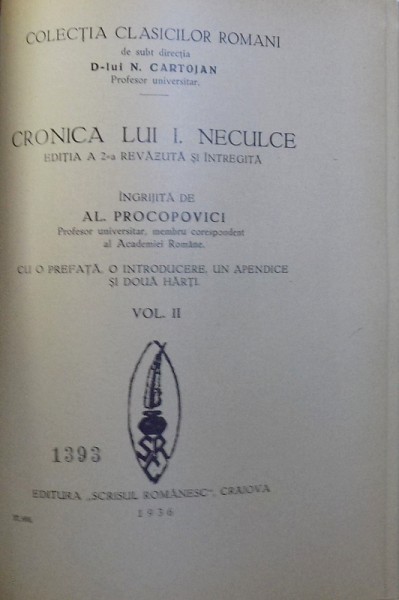 COLECȚIA CLASICILOR ROMANI
de subt direcția
D-lui N. CARTOJAN
Profesor universitar.
CRONICA LUI I. NECULCE
EDIȚIA A 2-a REVĂZUTĂ ȘI ÎNTREGITĂ
ÎNGRIJITĂ DE
AL. PROCOPOVICI
Profesor universitar, membru corespondent
al Academiei Române.
CU O PREFAȚĂ, O INTRODUCERE, UN APENDICE
ȘI DOUĂ HĂRȚI.
VOL. II
1393
EDITURA „SCRISUL ROMÂNESC", CRAIOVA
1936